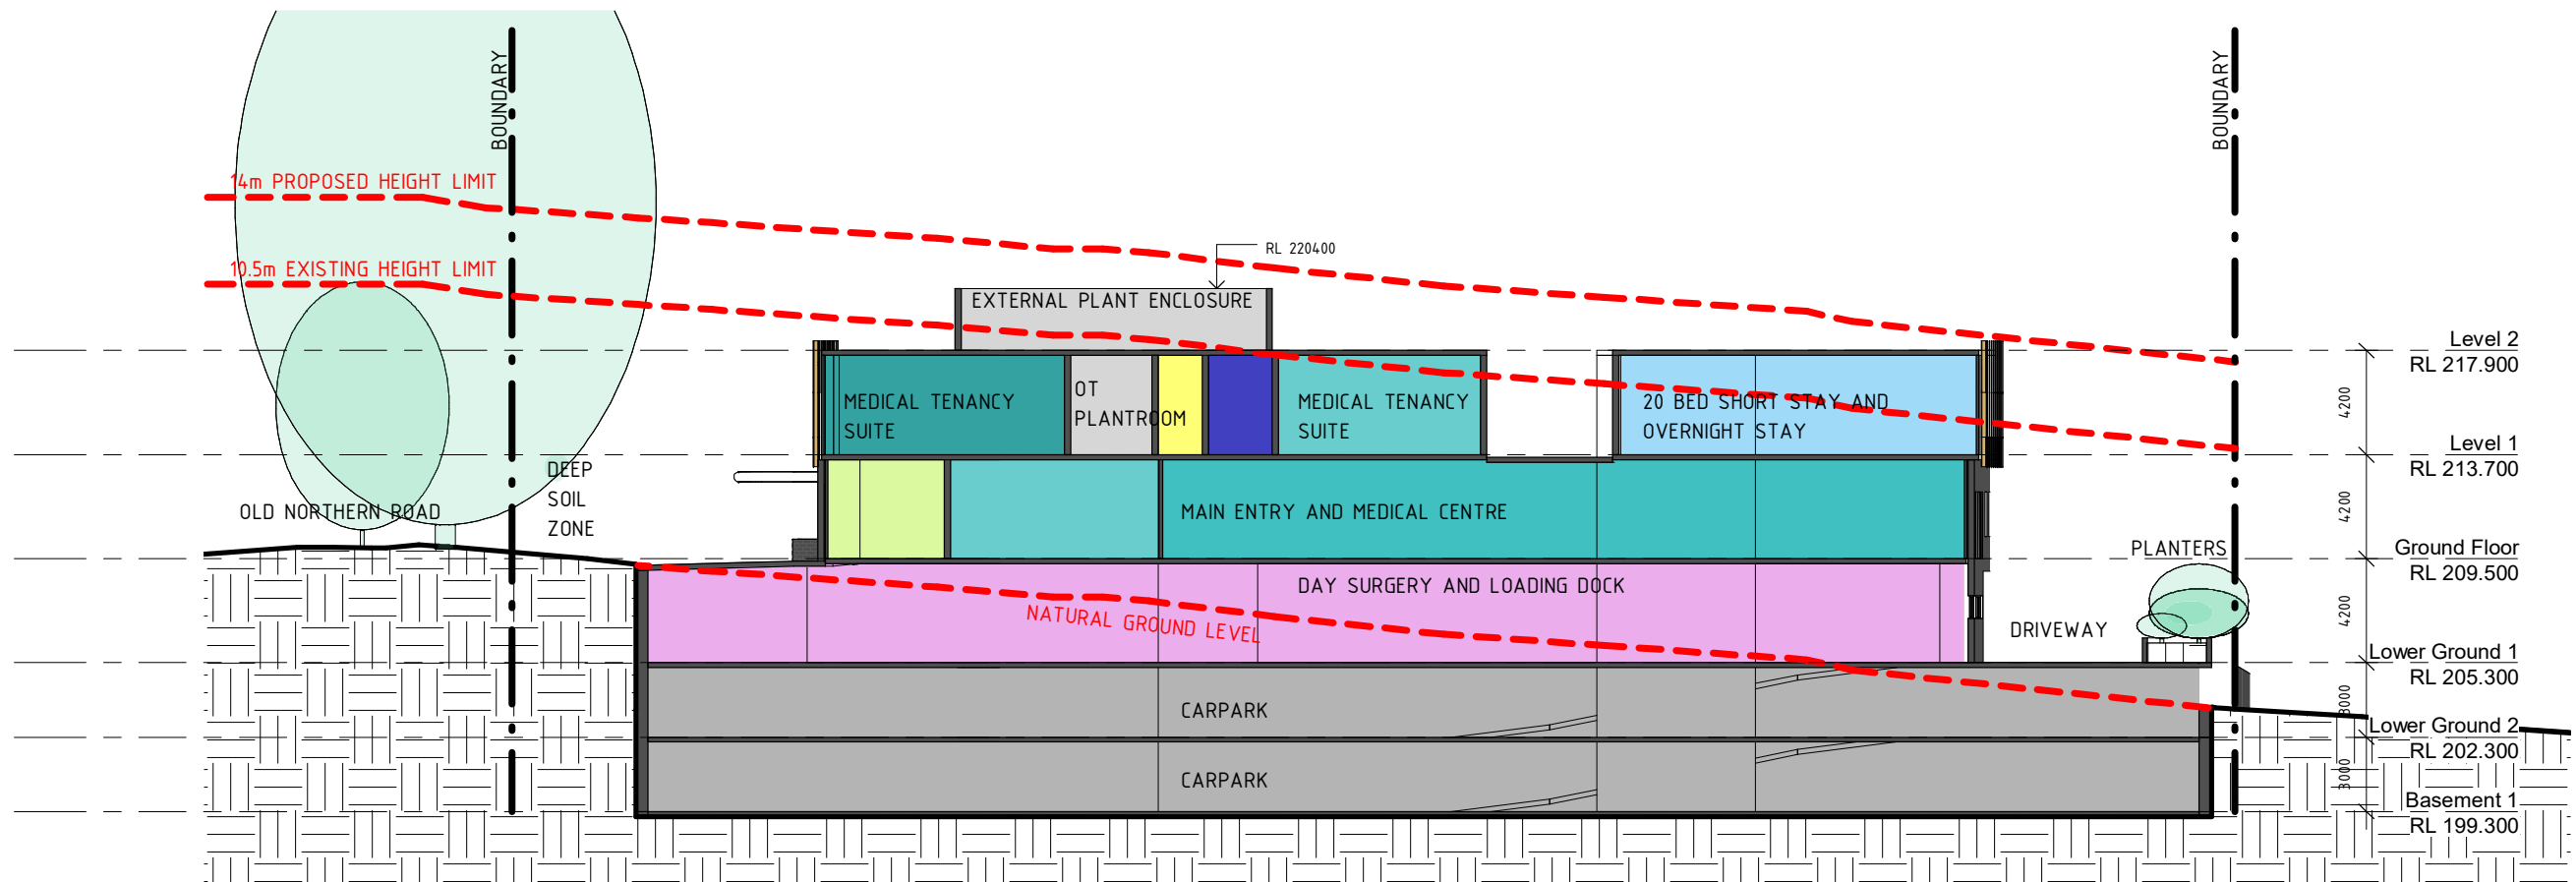 BOUNDARY
BOUNDARY
14m PROPOSED HEIGHT LIMIT
RL 220400
10.5m EXISTING HEIGHT LIMIT
EXTERNAL PLANT ENCLOSURE
Level 2
RL 217.900
MEDICAL TENANCY
SUITE
OT
PLANTROOM
MEDICAL TENANCY
SUITE
20 BED SHORT STAY AND
OVERNIGHT STAY
4200
Level 1
RL 213.700
DEEP
SOIL
ZONE
OLD NORTHERN ROAD
MAIN ENTRY AND MEDICAL CENTRE
4200
PLANTERS
Ground Floor
RL 209.500
DAY SURGERY AND LOADING DOCK
NATURAL GROUND LEVEL
DRIVEWAY
4200
Lower Ground 1
RL 205.300
CARPARK
3000
Lower Ground 2
RL 202.300
CARPARK
3000
Basement 1
RL 199.300